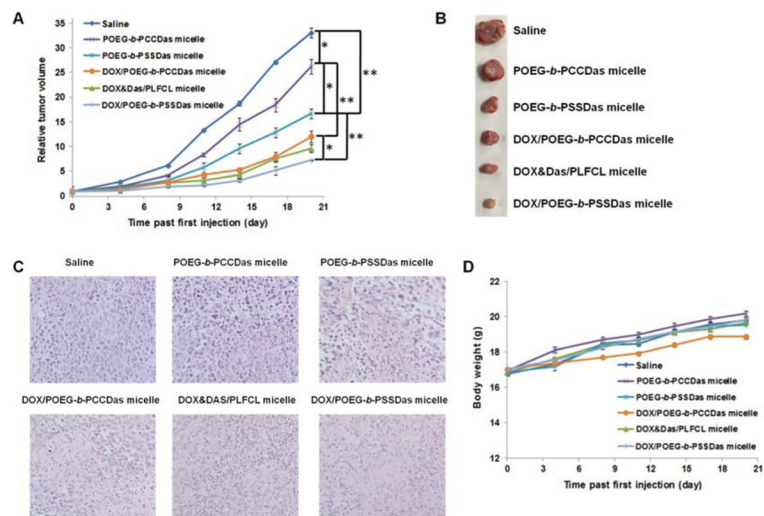 A
Relative tumor volume
35
30
25
20
15
10
5
0
Saline
POEG-b-PCCDas micelle
POEG-b-PSSDas micelle
DOX/POEG-b-PCCDas micelle
DOX&Das/PLFCL micelle
DOX/POEG-b-PSSDas micelle
*
**
*
**
**
*
0 3 6 9 12 15 18 21
Time past first injection (day)
B
Saline
POEG-b-PCCDas micelle
POEG-b-PSSDas micelle
DOX/POEG-b-PCCDas micelle
DOX&Das/PLFCL micelle
DOX/POEG-b-PSSDas micelle
C
Saline POEG-b-PCCDas micelle POEG-b-PSSDas micelle
DOX/POEG-b-PCCDas micelle DOX&DAS/PLFCL micelle DOX/POEG-b-PSSDas micelle
D
Body weight (g)
22
20
18
16
14
12
Saline
POEG-b-PCCDas micelle
POEG-b-PSSDas micelle
DOX/POEG-b-PCCDas micelle
DOX&Das/PLFCL micelle
DOX/POEG-b-PSSDas micelle
0 3 6 9 12 15 18 21
Time past first injection (day)